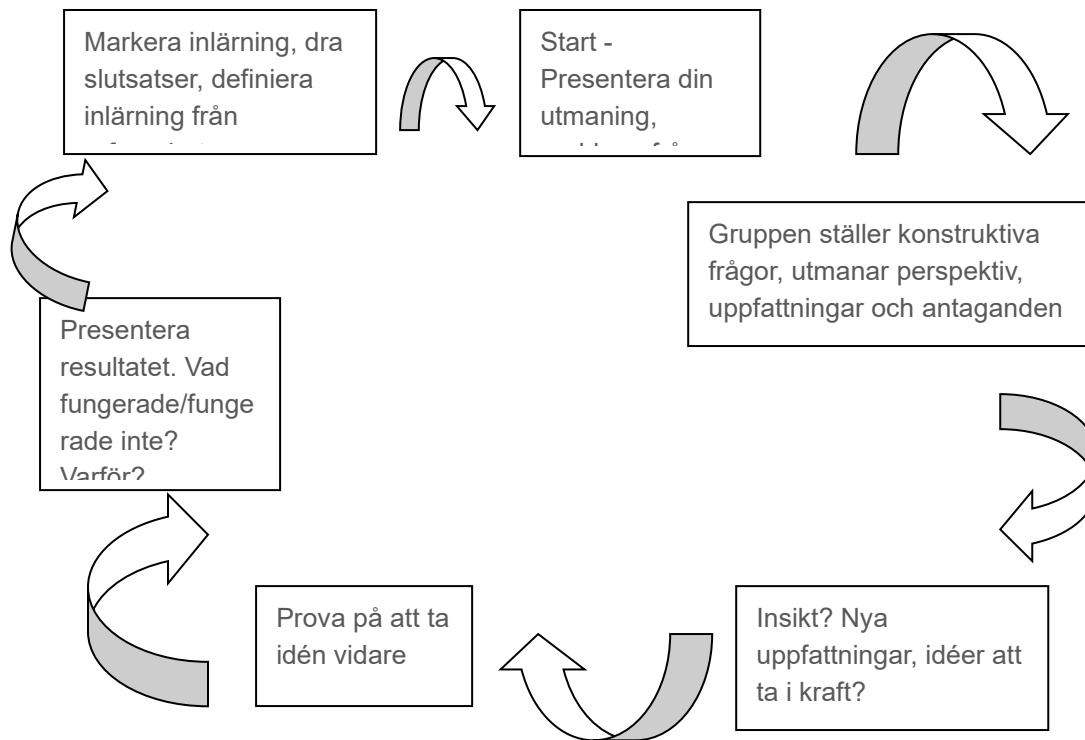 Markera inlärning, dra
slutsatser, definiera
inlärning från
Start -
Presentera din
utmaning,
Gruppen ställer konstruktiva
frågor, utmanar perspektiv,
uppfattningar och antaganden
Insikt? Nya
uppfattningar, idéer att
ta i kraft?
Prova på att ta
idén vidare
Presentera
resultatet. Vad
fungerade/funge
rade inte?
Varför?